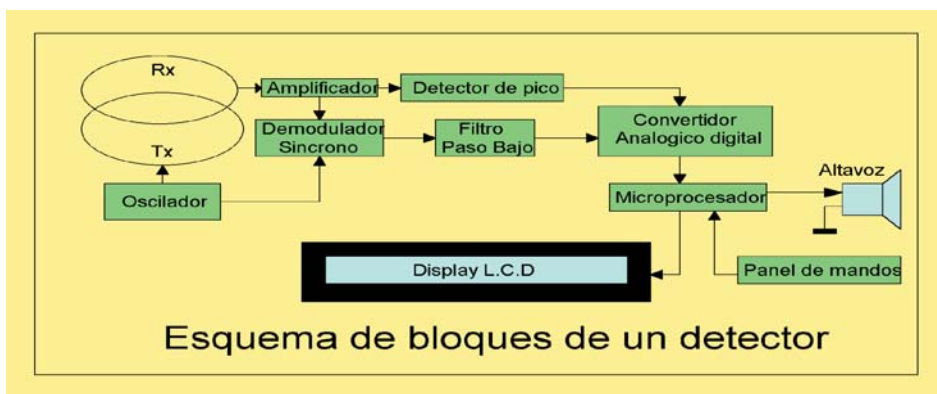 Rx
Amplificador
Detector de pico
Convertidor
Analogico digital
Demodulador
Sincrono
Filtro
Paso Bajo
Tx
Altavoz
Oscilador
Microprocesador
Display L.C.D
Panel de mandos
Esquema de bloques de un detector